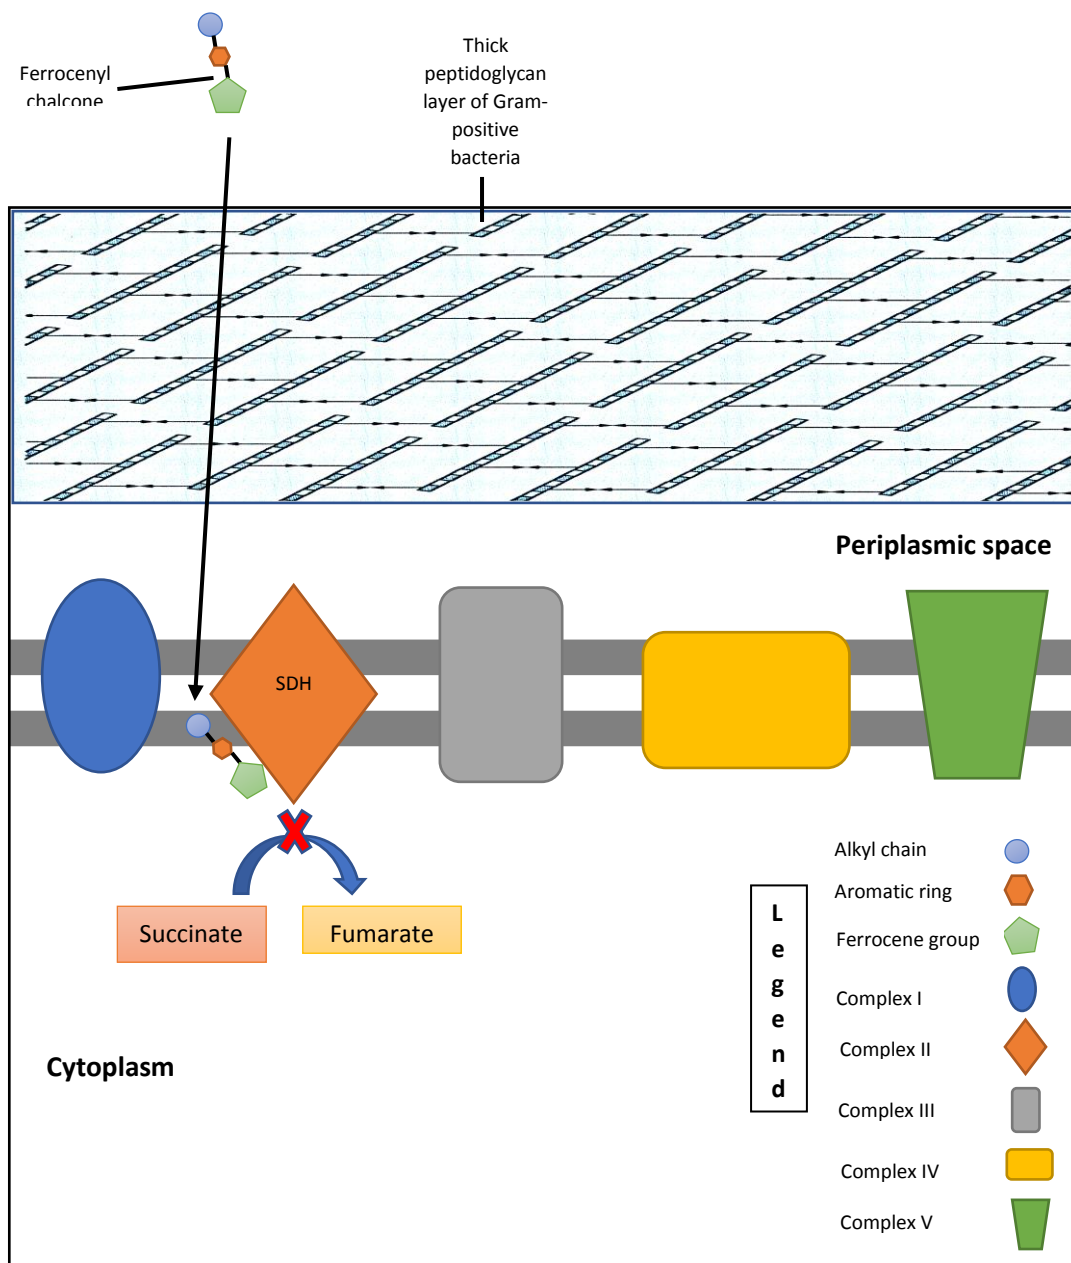 Ferrocenyl
chalcone
Thick
peptidoglycan
layer of Gram-
positive
bacteria
Periplasmic space
SDH
Succinate
Fumarate
Cytoplasm
L
e
g
e
n
d
Alkyl chain
Aromatic ring
Ferrocene group
Complex I
Complex II
Complex III
Complex IV
Complex V